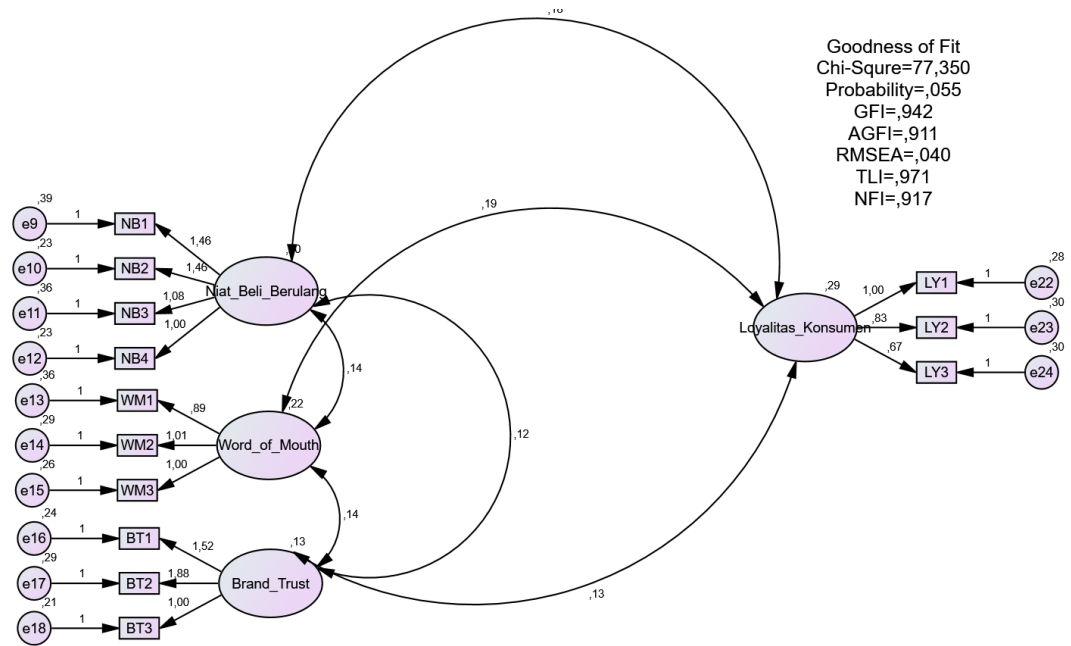 Goodness of Fit
Chi-Squre=77,350
Probability=,055
GFI=,942
AGFI=,911
RMSEA=,040
TLI=,971
NFI=,917
,19
,39
e9
1
NB1
1,46
,23
e10
1
NB2
1,46
,36
e11
1
NB3
1,08
,23
e12
1
NB4
1,00
Niat_Beli_Berulang
,36
e13
1
WM1
,89
,29
e14
1
WM2
1,01
,26
e15
1
WM3
1,00
,22
Word_of_Mouth
,24
e16
1
BT1
1,52
,29
e17
1
BT2
1,88
,21
e18
1
BT3
1,00
,13
Brand_Trust
,14
,12
,14
,13
,29
Loyalitas_Konsumen
1,00
LY1
1
e22
,28
,83
LY2
1
e23
,30
,67
LY3
1
e24
,30